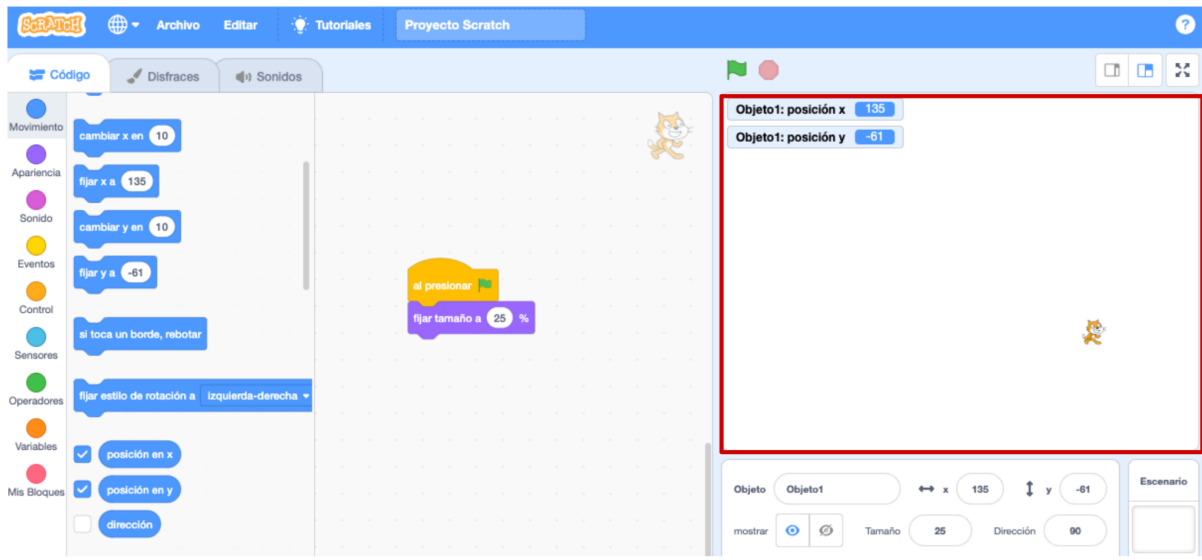 SCRATCH Archivo Editar Tutoriales Proyecto Scratch ?
Código Disfraces Sonidos
Movimiento
Apariencia
Sonido
Eventos
Control
Sensores
Operadores
Variables
Mis Bloques
cambiar x en 10
fijar x a 135
cambiar y en 10
fijar y a -61
si toca un borde, rebotar
fijar estilo de rotación a izquierda-derecha
posición en x
posición en y
dirección
al presionar
fijar tamaño a 25 %
Objeto1: posición x 135
Objeto1: posición y -61
Objeto Objeto1 x 135 y -61
mostrar Tamaño 25 Dirección 90
Escenario